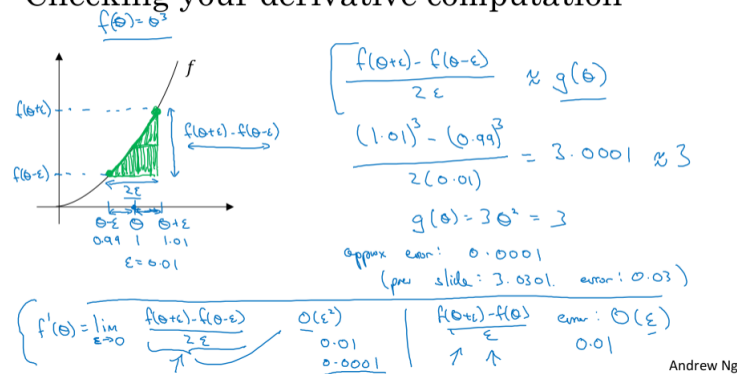 Checking your derivative computation
f(θ) = θ³
f
f(θ+ε)
f(θ-ε)
f(θ+ε) - f(θ-ε)
2ε
θ-ε θ θ+ε
0.99 1 1.01
ε = 0.01
f(θ+ε) - f(θ-ε)
2ε
≈ g(θ)
(1.01)³ - (0.99)³
2(0.01)
= 3.0001 ≈ 3
g(θ) = 3θ² = 3
approx error: 0.0001
(prev slide: 3.0301. error: 0.03)
f'(θ) = lim ε→0
f(θ+ε) - f(θ-ε)
2ε
O(ε²)
0.01
0.0001
f(θ+ε) - f(θ)
ε
error: O(ε)
0.01
Andrew Ng